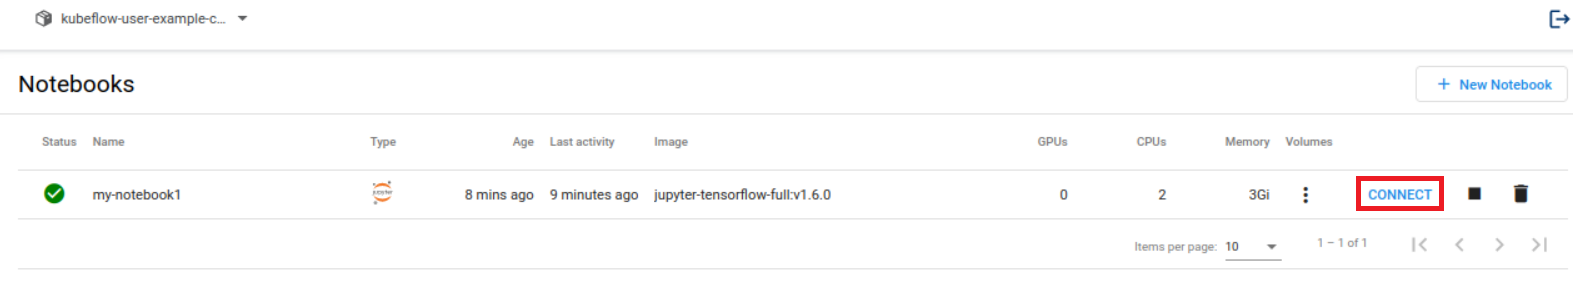 kubeflow-user-example-c...
Notebooks
+ New Notebook
Status Name Type Age Last activity Image GPUs CPUs Memory Volumes
my-notebook1 jupyter 8 mins ago 9 minutes ago jupyter-tensorflow-full:v1.6.0 0 2 3Gi CONNECT
Items per page: 10 1 – 1 of 1